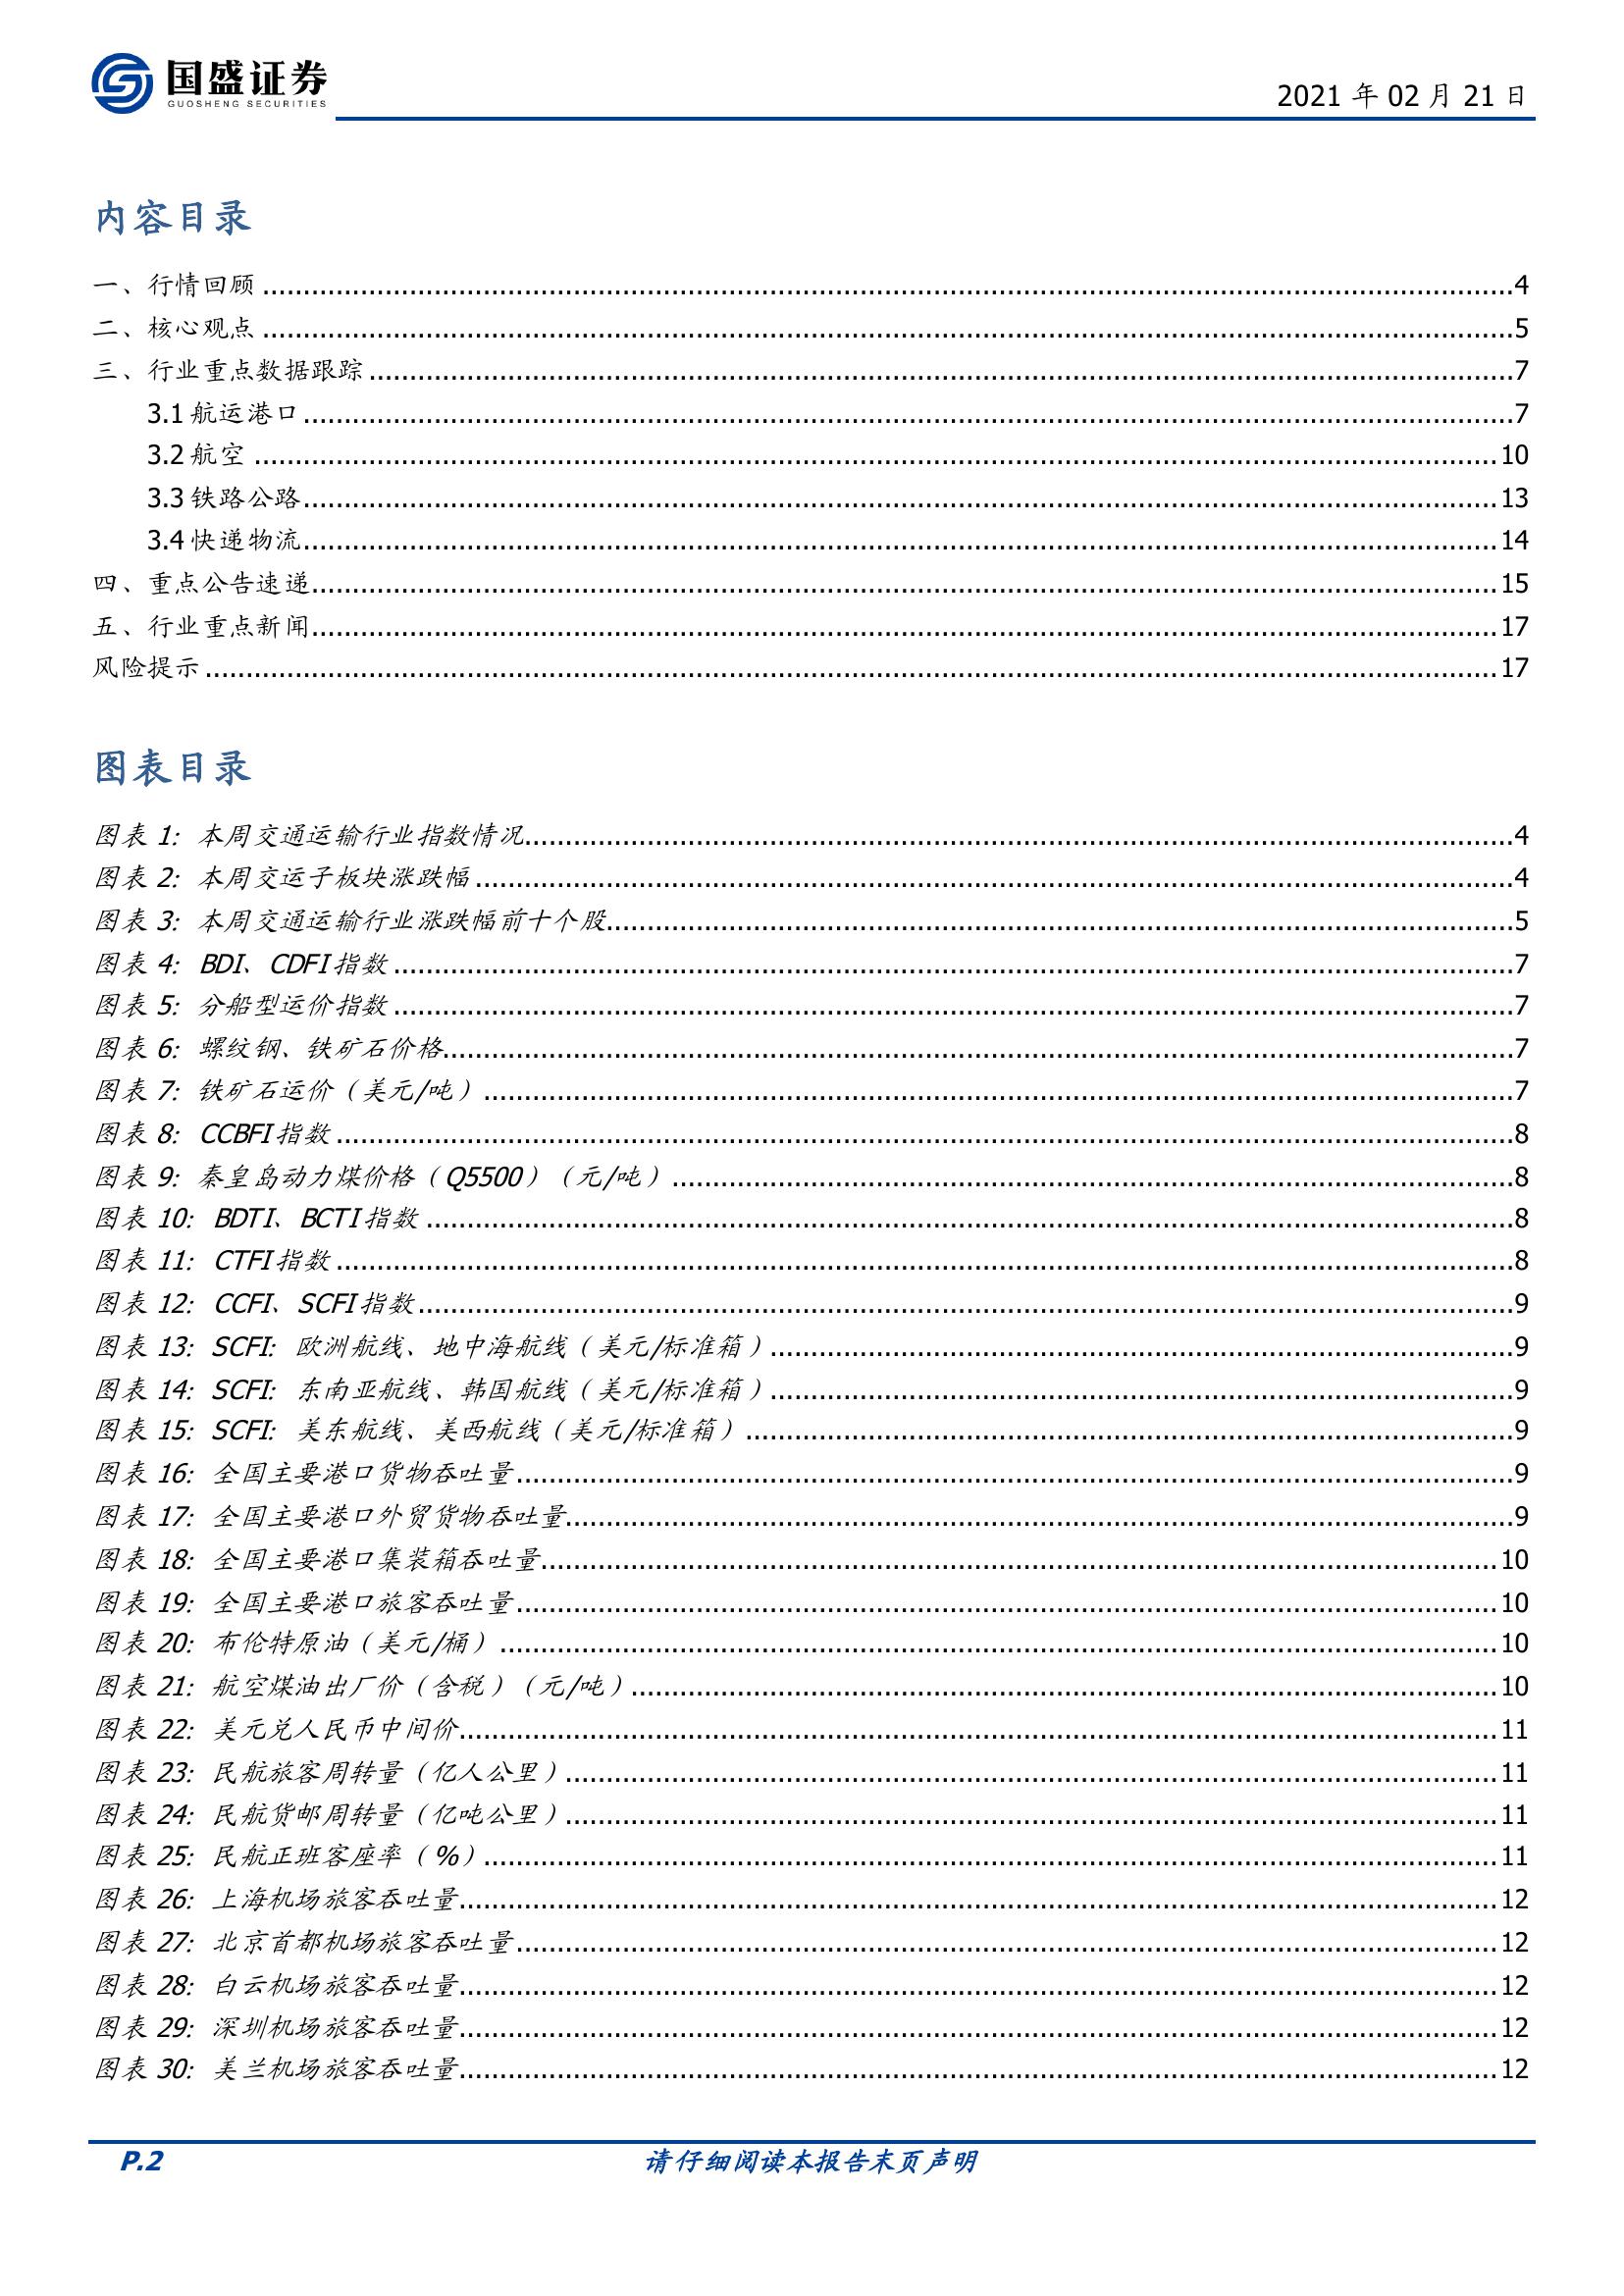 国盛证券
GUOSHENG SECURITIES
2021 年 02 月 21 日
内容目录
一、行情回顾 ........ 4
二、核心观点 ........ 5
三、行业重点数据跟踪 ........ 7
3.1 航运港口 ........ 7
3.2 航空 ........ 10
3.3 铁路公路 ........ 13
3.4 快递物流 ........ 14
四、重点公告速递 ........ 15
五、行业重点新闻 ........ 17
风险提示 ........ 17
图表目录
图表 1：本周交通运输行业指数情况 ........ 4
图表 2：本周交运子板块涨跌幅 ........ 4
图表 3：本周交通运输行业涨跌幅前十个股 ........ 5
图表 4：BDI、CDFI 指数 ........ 7
图表 5：分船型运价指数 ........ 7
图表 6：螺纹钢、铁矿石价格 ........ 7
图表 7：铁矿石运价（美元/吨） ........ 7
图表 8：CCBFI 指数 ........ 8
图表 9：秦皇岛动力煤价格（Q5500）（元/吨） ........ 8
图表 10：BDTI、BCTI 指数 ........ 8
图表 11：CTFI 指数 ........ 8
图表 12：CCFI、SCFI 指数 ........ 9
图表 13：SCFI：欧洲航线、地中海航线（美元/标准箱） ........ 9
图表 14：SCFI：东南亚航线、韩国航线（美元/标准箱） ........ 9
图表 15：SCFI：美东航线、美西航线（美元/标准箱） ........ 9
图表 16：全国主要港口货物吞吐量 ........ 9
图表 17：全国主要港口外贸货物吞吐量 ........ 9
图表 18：全国主要港口集装箱吞吐量 ........ 10
图表 19：全国主要港口旅客吞吐量 ........ 10
图表 20：布伦特原油（美元/桶） ........ 10
图表 21：航空煤油出厂价（含税）（元/吨） ........ 10
图表 22：美元兑人民币中间价 ........ 11
图表 23：民航旅客周转量（亿人公里） ........ 11
图表 24：民航货邮周转量（亿吨公里） ........ 11
图表 25：民航正班客座率（%） ........ 11
图表 26：上海机场旅客吞吐量 ........ 12
图表 27：北京首都机场旅客吞吐量 ........ 12
图表 28：白云机场旅客吞吐量 ........ 12
图表 29：深圳机场旅客吞吐量 ........ 12
图表 30：美兰机场旅客吞吐量 ........ 12
P.2 请仔细阅读本报告末页声明